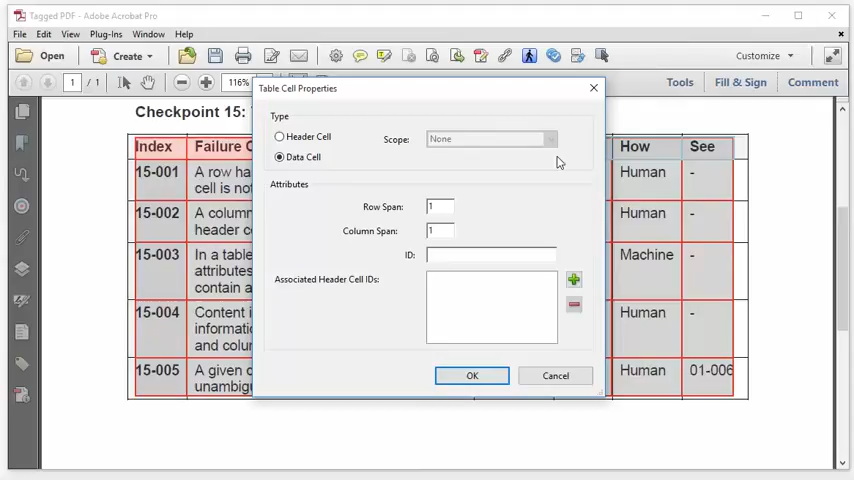 Tagged PDF - Adobe Acrobat Pro
File Edit View Plug-Ins Window Help
Open Create Customize
1 / 1 116% Tools Fill & Sign Comment
Checkpoint 15:
Table Cell Properties
Type
Header Cell
Scope: None
Data Cell
Attributes
Row Span: 1
Column Span: 1
ID:
Associated Header Cell IDs:
OK Cancel
Index Failure How See
15-001 A row ha Human -
cell is not
15-002 A column Human -
header ce
15-003 In a table Machine -
attributes
contain a
15-004 Content i Human -
informatio
and colur
15-005 A given c Human 01-006
unambigu